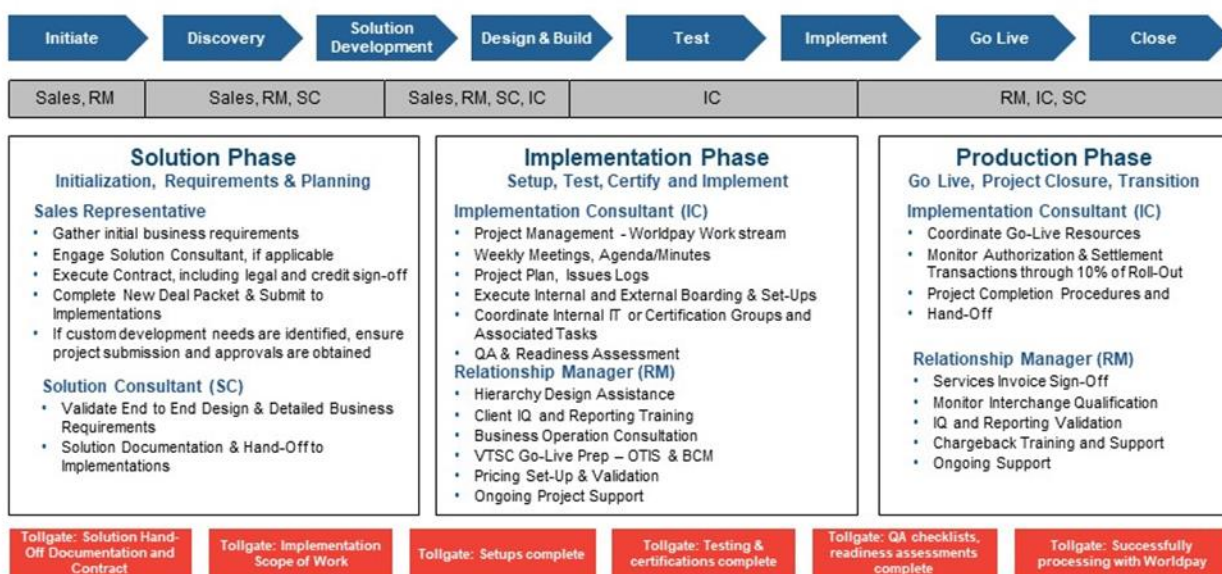 Initiate
Discovery
Solution
Development
Design & Build
Test
Implement
Go Live
Close
Sales, RM
Sales, RM, SC
Sales, RM, SC, IC
IC
RM, IC, SC
Solution Phase
Initialization, Requirements & Planning
Sales Representative
• Gather initial business requirements
• Engage Solution Consultant, if applicable
• Execute Contract, including legal and credit sign-off
• Complete New Deal Packet & Submit to
Implementations
• If custom development needs are identified, ensure
project submission and approvals are obtained
Solution Consultant (SC)
• Validate End to End Design & Detailed Business
Requirements
• Solution Documentation & Hand-Off to
Implementations
Implementation Phase
Setup, Test, Certify and Implement
Implementation Consultant (IC)
• Project Management - Worldpay Work stream
• Weekly Meetings, Agenda/Minutes
• Project Plan, Issues Logs
• Execute Internal and External Boarding & Set-Ups
• Coordinate Internal IT or Certification Groups and
Associated Tasks
• QA & Readiness Assessment
Relationship Manager (RM)
• Hierarchy Design Assistance
• Client IQ and Reporting Training
• Business Operation Consultation
• VTSC Go-Live Prep – OTIS & BCM
• Pricing Set-Up & Validation
• Ongoing Project Support
Production Phase
Go Live, Project Closure, Transition
Implementation Consultant (IC)
• Coordinate Go-Live Resources
• Monitor Authorization & Settlement
Transactions through 10% of Roll-Out
• Project Completion Procedures and
• Hand-Off
Relationship Manager (RM)
• Services Invoice Sign-Off
• Monitor Interchange Qualification
• IQ and Reporting Validation
• Chargeback Training and Support
• Ongoing Support
Tollgate: Solution Hand-
Off Documentation and
Contract
Tollgate: Implementation
Scope of Work
Tollgate: Setups complete
Tollgate: Testing &
certifications complete
Tollgate: QA checklists,
readiness assessments
complete
Tollgate: Successfully
processing with Worldpay